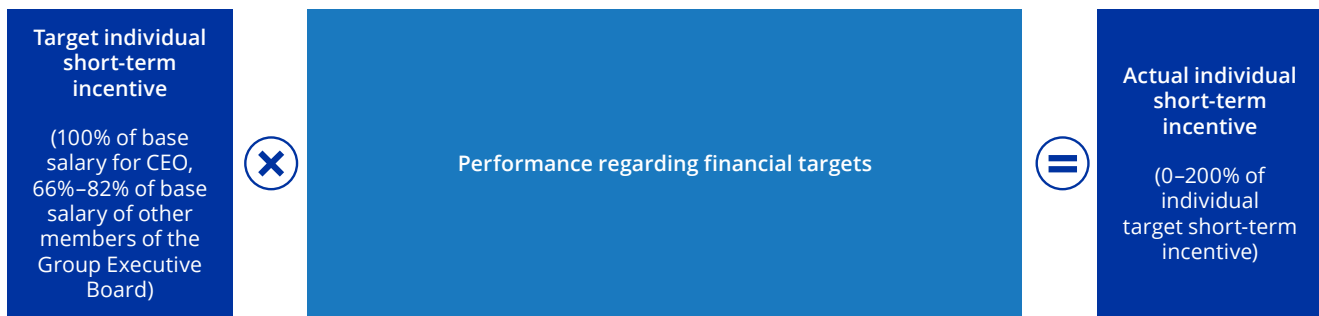 Target individual
short-term
incentive
(100% of base
salary for CEO,
66%–82% of base
salary of other
members of the
Group Executive
Board)
Performance regarding financial targets
Actual individual
short-term
incentive
(0–200% of
individual
target short-term
incentive)